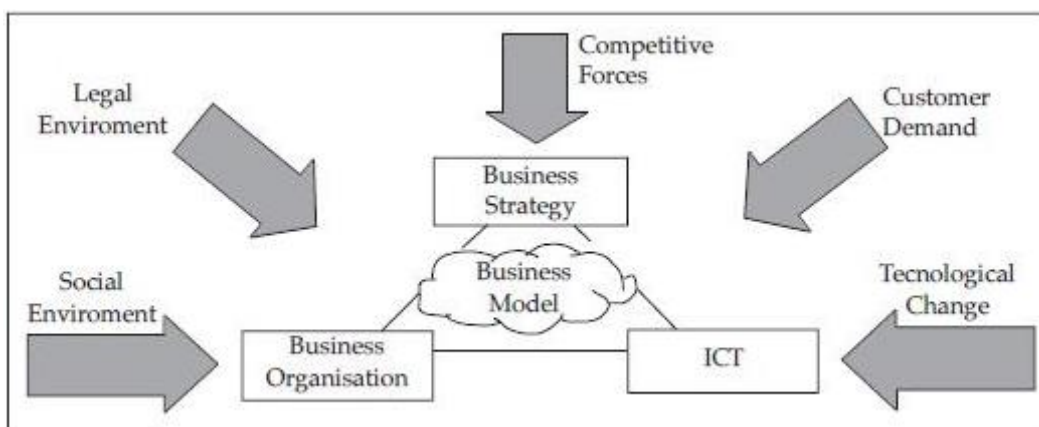 Competitive
Forces
Legal
Enviroment
Customer
Demand
Business
Strategy
Business
Model
Social
Enviroment
Tecnological
Change
Business
Organisation
ICT